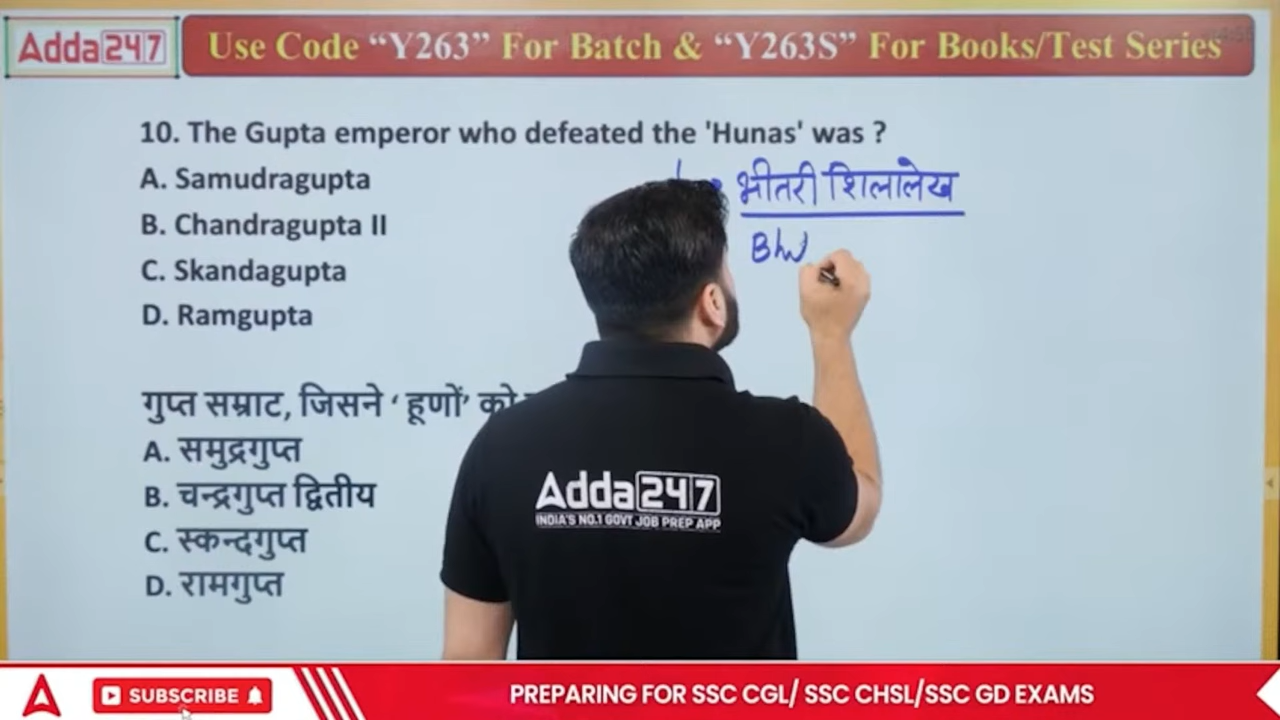 Adda247
Use Code “Y263” For Batch & “Y263S” For Books/Test Series
10. The Gupta emperor who defeated the 'Hunas' was ?
A. Samudragupta
B. Chandragupta II
C. Skandagupta
D. Ramgupta
भीतरी शिलालेख
गुप्त सम्राट, जिसने ‘ हूणों’ को
A. समुद्रगुप्त
B. चन्द्रगुप्त द्वितीय
C. स्कन्दगुप्त
D. रामगुप्त
Adda247
INDIA'S NO.1 GOVT JOB PREP APP
SUBSCRIBE
PREPARING FOR SSC CGL/ SSC CHSL/SSC GD EXAMS